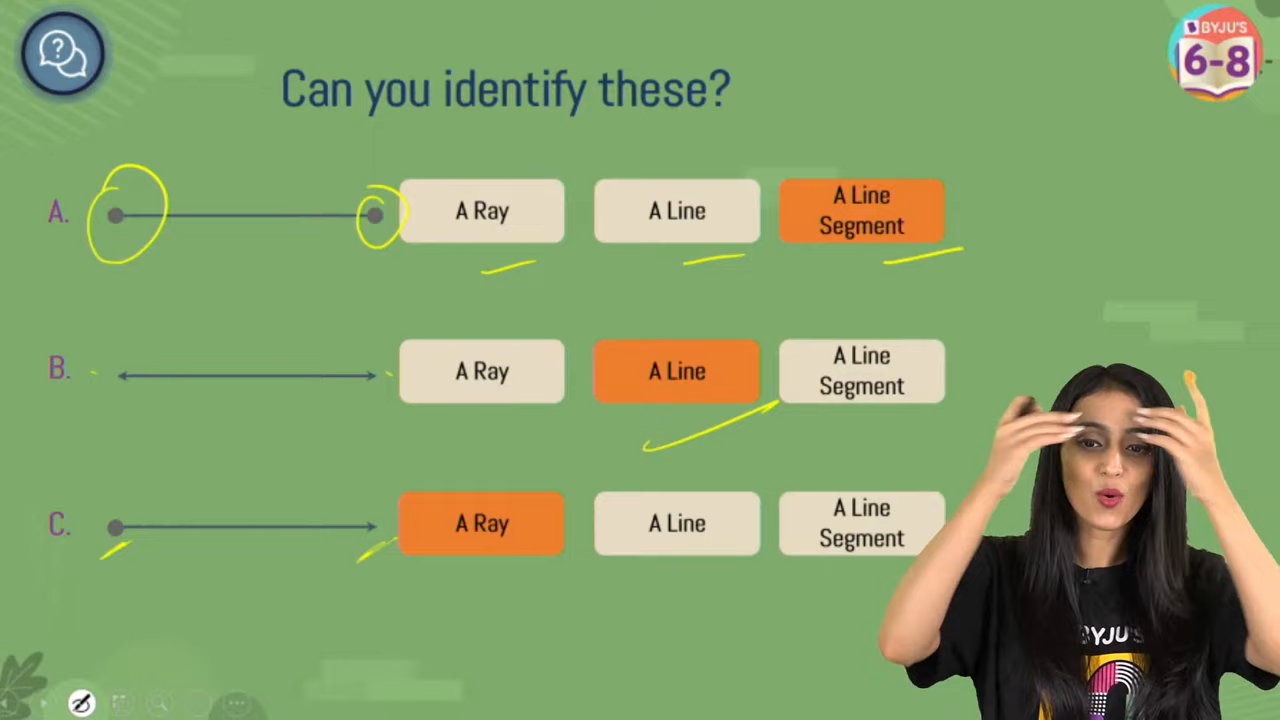 BYJU'S
6-8
Can you identify these?
A.
A Ray
A Line
A Line
Segment
B.
A Ray
A Line
A Line
Segment
C.
A Ray
A Line
A Line
Segment
BYJU'S